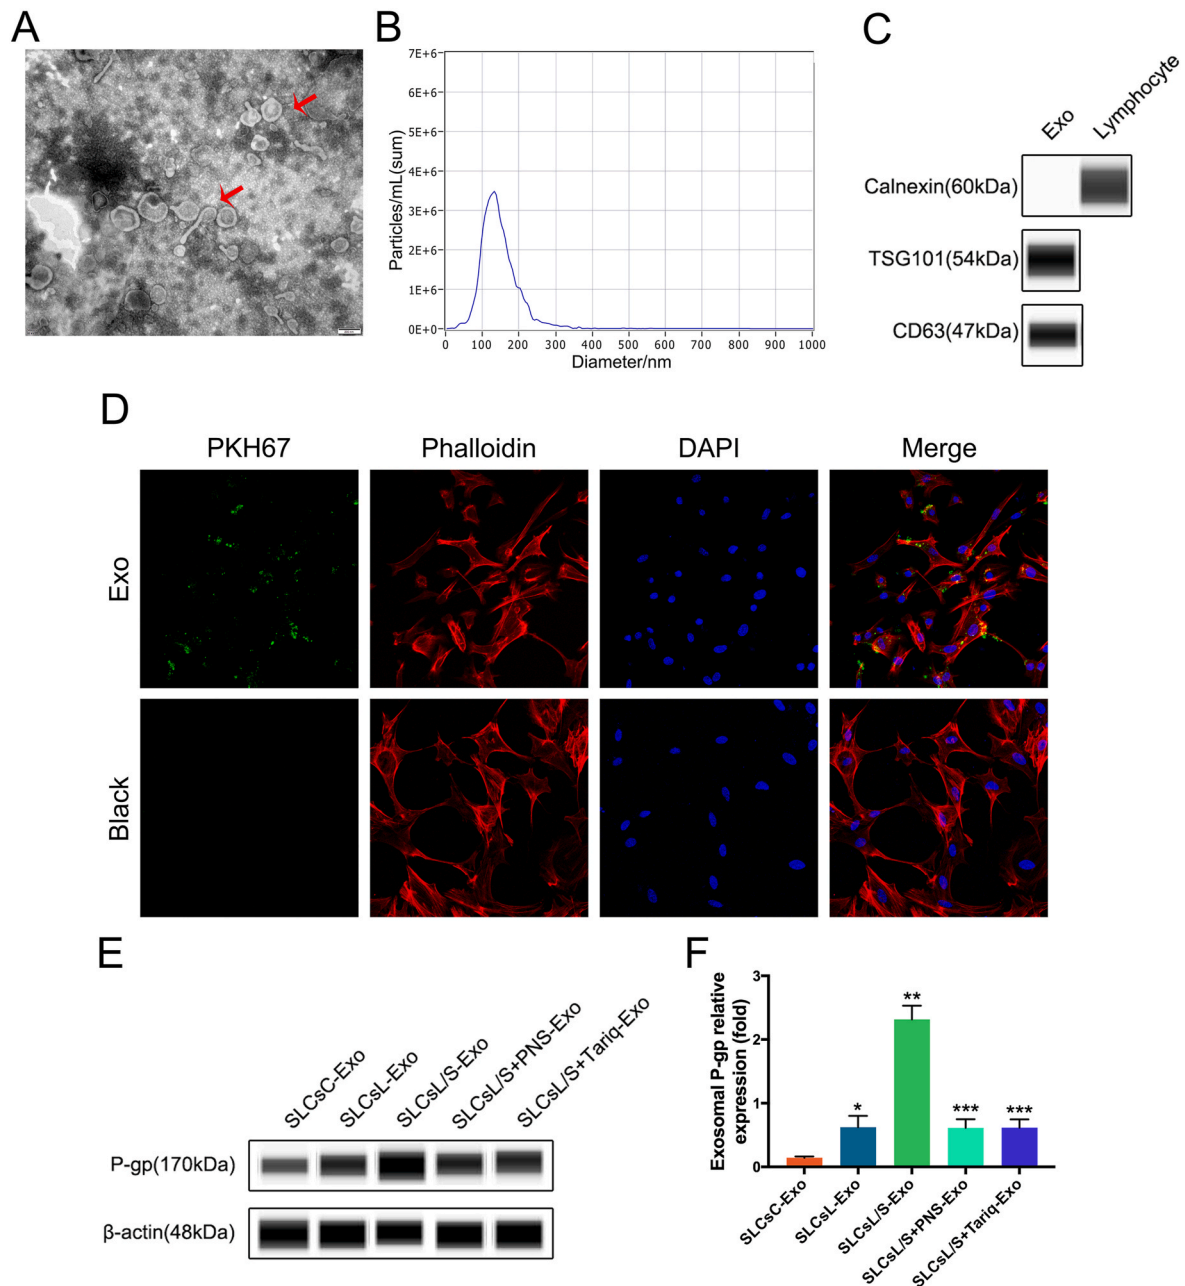 A
B
C
7E+6
6E+6
5E+6
4E+6
3E+6
2E+6
1E+6
0E+0
Particles/mL(sum)
0 100 200 300 400 500 600 700 800 900 1000
Diameter/nm
Exo Lymphocyte
Calnexin(60kDa)
TSG101(54kDa)
CD63(47kDa)
D
PKH67 Phalloidin DAPI Merge
Exo
Black
E
SLCsC-Exo
SLCsL-Exo
SLCsL/S-Exo
SLCsL/S+PNS-Exo
SLCsL/S+Tariq-Exo
P-gp(170kDa)
β-actin(48kDa)
F
Exosomal P-gp relative
expression (fold)
3
2
1
0
*
**
***
***
SLCsC-Exo
SLCsL-Exo
SLCsL/S-Exo
SLCsL/S+PNS-Exo
SLCsL/S+Tariq-Exo